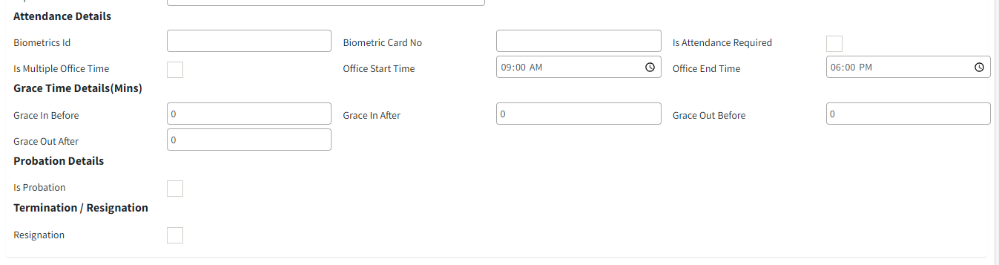 Attendance Details
Biometrics Id Biometric Card No Is Attendance Required
Is Multiple Office Time Office Start Time 09:00 AM Office End Time 06:00 PM
Grace Time Details(Mins)
Grace In Before 0 Grace In After 0 Grace Out Before 0
Grace Out After 0
Probation Details
Is Probation
Termination / Resignation
Resignation